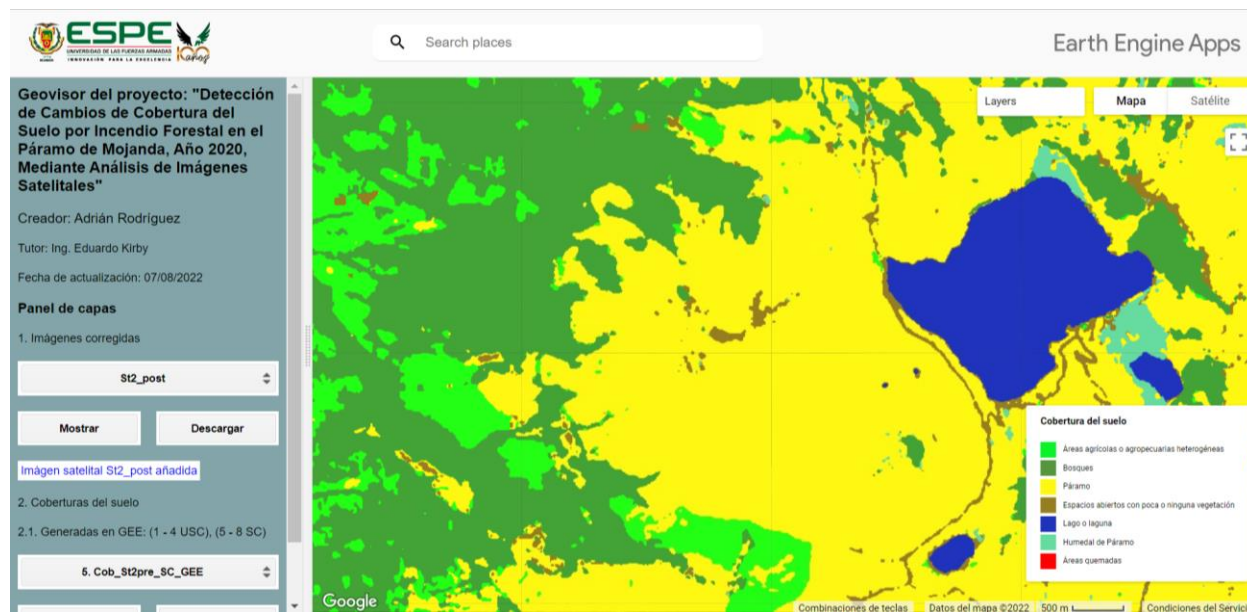 ESPE
UNIVERSIDAD DE LAS FUERZAS ARMADAS
INNOVACIÓN PARA LA EXCELENCIA
100 años
Search places
Earth Engine Apps
Geovisor del proyecto: "Detección
de Cambios de Cobertura del
Suelo por Incendio Forestal en el
Páramo de Mojanda, Año 2020,
Mediante Análisis de Imágenes
Satelitales"
Creador: Adrián Rodríguez
Tutor: Ing. Eduardo Kirby
Fecha de actualización: 07/08/2022
Panel de capas
1. Imágenes corregidas
St2_post
Mostrar
Descargar
Imágen satelital St2_post añadida
2. Coberturas del suelo
2.1. Generadas en GEE: (1 - 4 USC), (5 - 8 SC)
5. Cob_St2pre_SC_GEE
Layers
Mapa
Satélite
Cobertura del suelo
Áreas agrícolas o agropecuarias heterogéneas
Bosques
Páramo
Espacios abiertos con poca o ninguna vegetación
Lago o laguna
Humedal de Páramo
Áreas quemadas
Google
Combinaciones de teclas
Datos del mapa ©2022
500 m
Condiciones del Servic